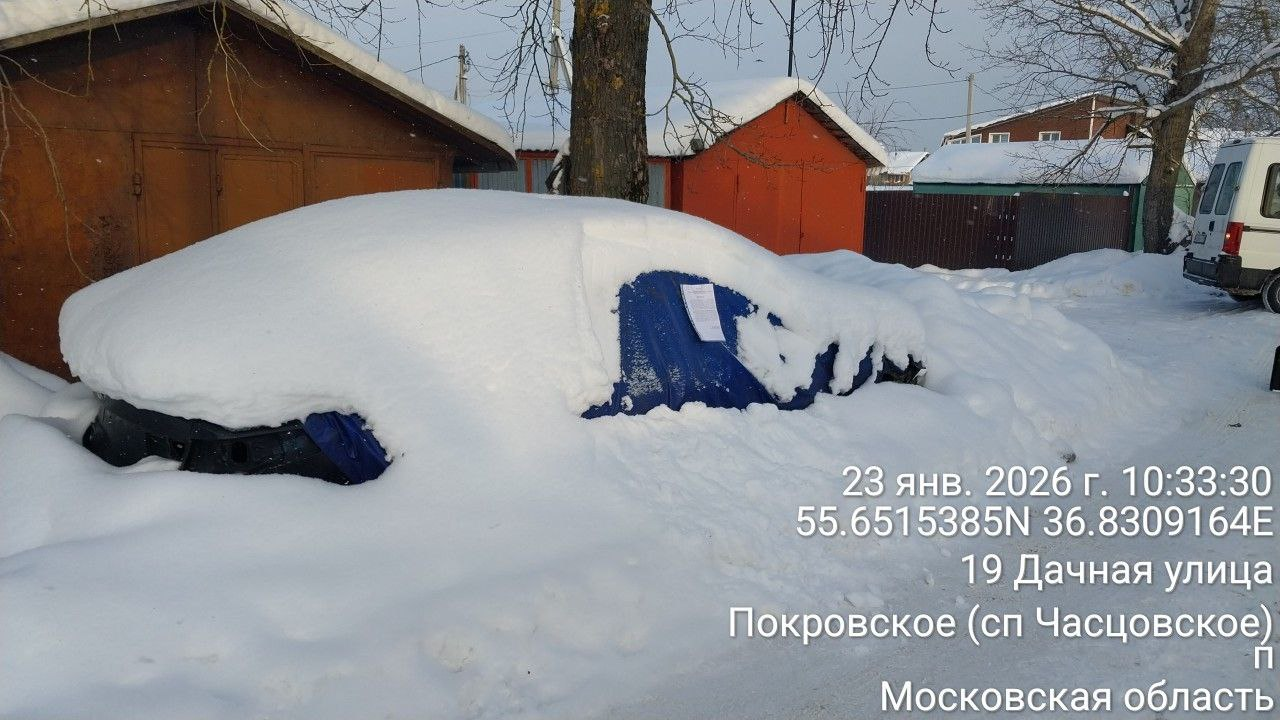 23 янв. 2026 г. 10:33:30
55.6515385N 36.8309164E
19 Дачная улица
Покровское (сп Часцовское)
п
Московская область